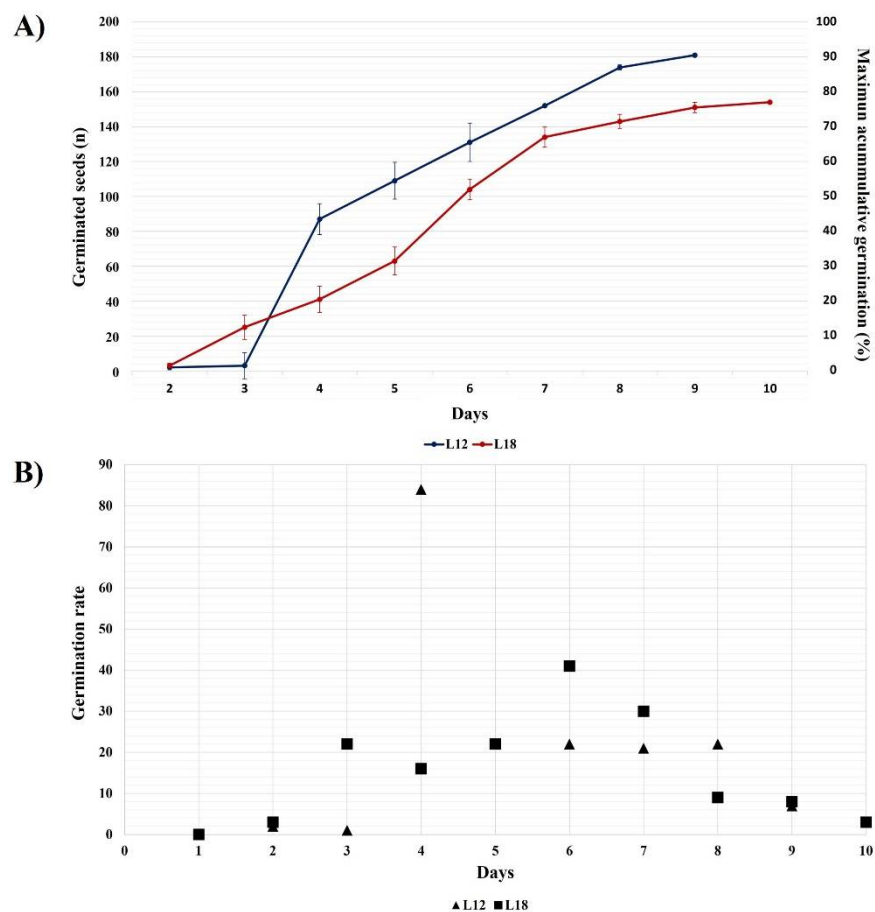 A)
Germinated seeds (n)
200
180
160
140
120
100
80
60
40
20
0
100
90
80
70
60
50
40
30
20
10
0
Maximun acummulative germination (%)
2 3 4 5 6 7 8 9 10
Days
L12 L18
B)
Germination rate
90
80
70
60
50
40
30
20
10
0
0 1 2 3 4 5 6 7 8 9 10
Days
L12 L18